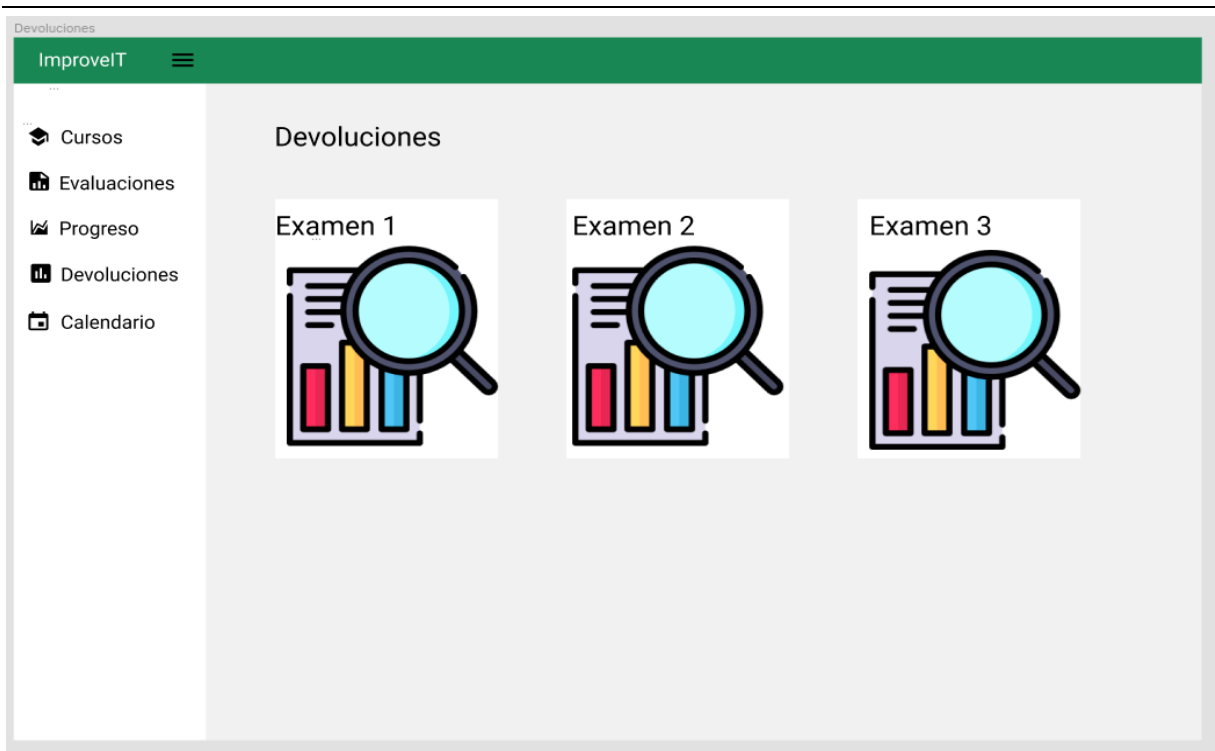 Devoluciones
ImproveIT
Cursos
Evaluaciones
Progreso
Devoluciones
Calendario
Devoluciones
Examen 1
Examen 2
Examen 3